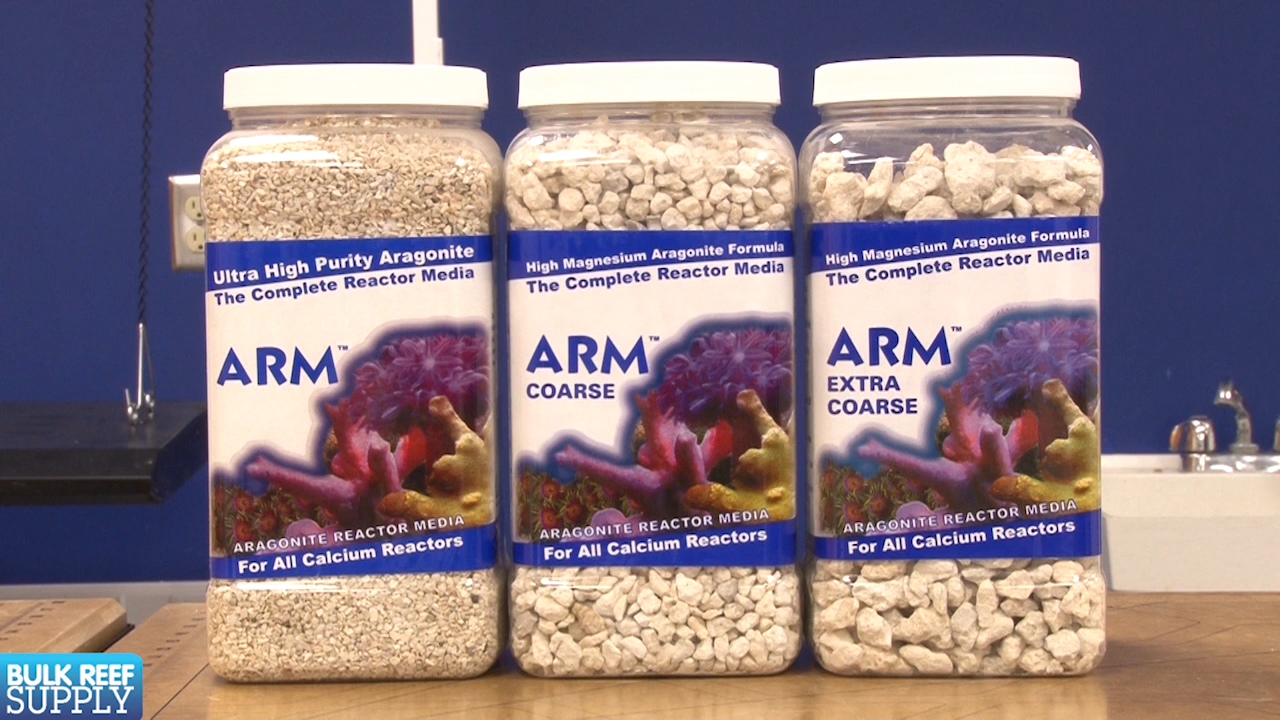 Ultra High Purity Aragonite
The Complete Reactor Media
ARM™
ARAGONITE REACTOR MEDIA
For All Calcium Reactors
High Magnesium Aragonite Formula
The Complete Reactor Media
ARM™
COARSE
ARAGONITE REACTOR MEDIA
For All Calcium Reactors
High Magnesium Aragonite Formula
The Complete Reactor Media
ARM™
EXTRA
COARSE
ARAGONITE REACTOR MEDIA
For All Calcium Reactors
BULK REEF
SUPPLY